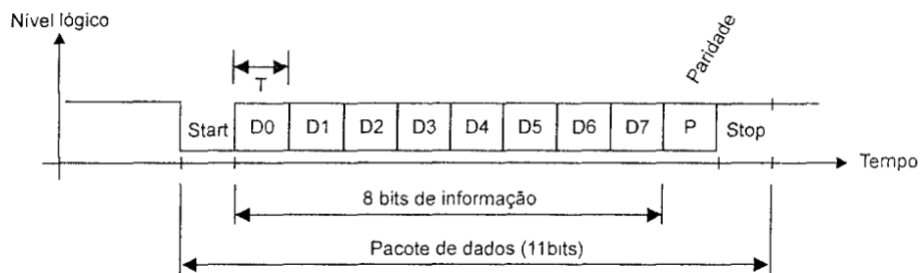 Nível lógico
Paridade
T
Start D0 D1 D2 D3 D4 D5 D6 D7 P Stop
Tempo
8 bits de informação
Pacote de dados (11bits)